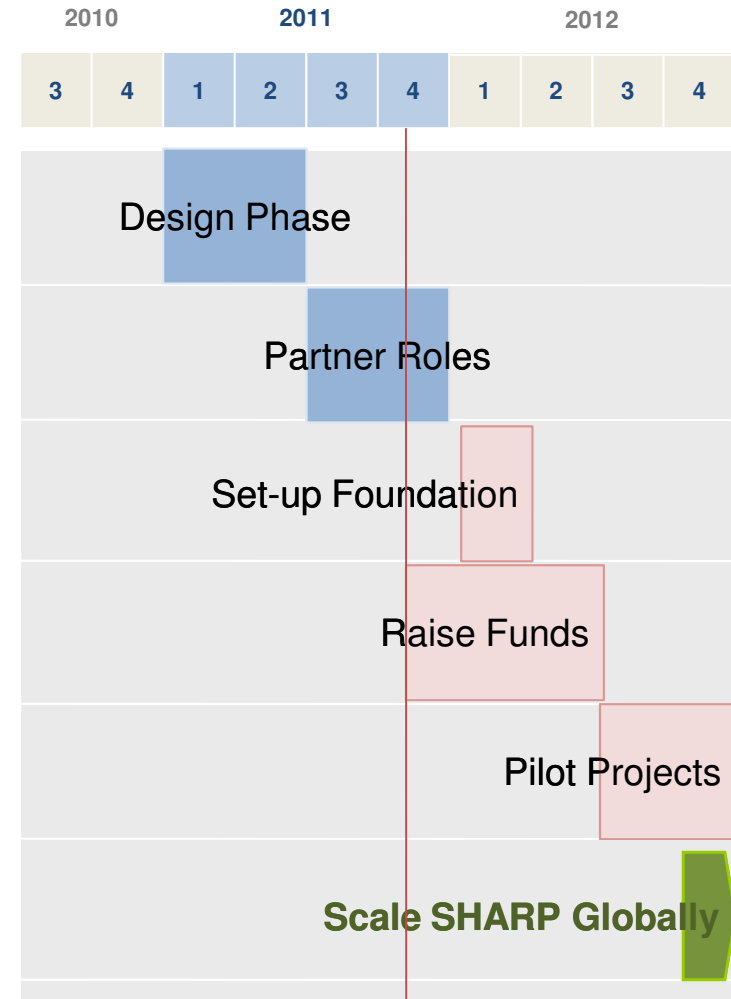 2010 2011 2012
3 4 1 2 3 4 1 2 3 4
Design Phase
Partner Roles
Set-up Foundation
Raise Funds
Pilot Projects
Scale SHARP Globally